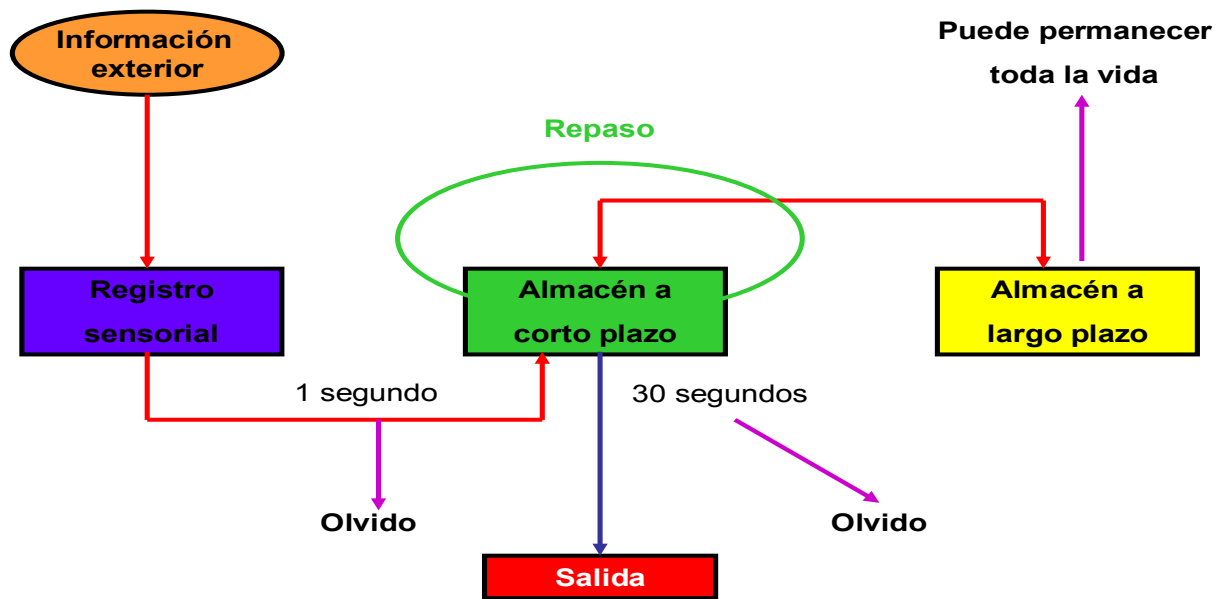 Información
exterior
Puede permanecer
toda la vida
Repaso
Registro
sensorial
Almacén a
corto plazo
Almacén a
largo plazo
1 segundo
30 segundos
Olvido
Olvido
Salida